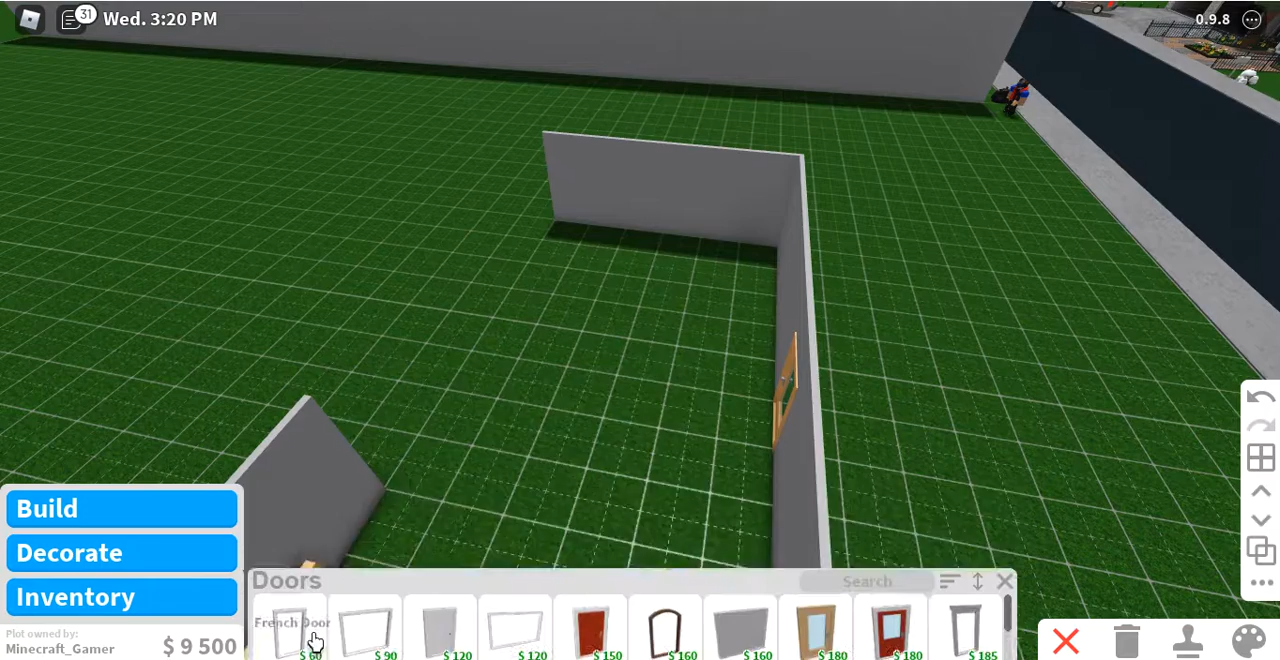 31
Wed. 3:20 PM
0.9.8
Build
Decorate
Inventory
Plot owned by:
Minecraft_Gamer
$ 9 500
Doors
Search
French Door
$ 60
$ 90
$ 120
$ 120
$ 150
$ 160
$ 160
$ 180
$ 180
$ 185